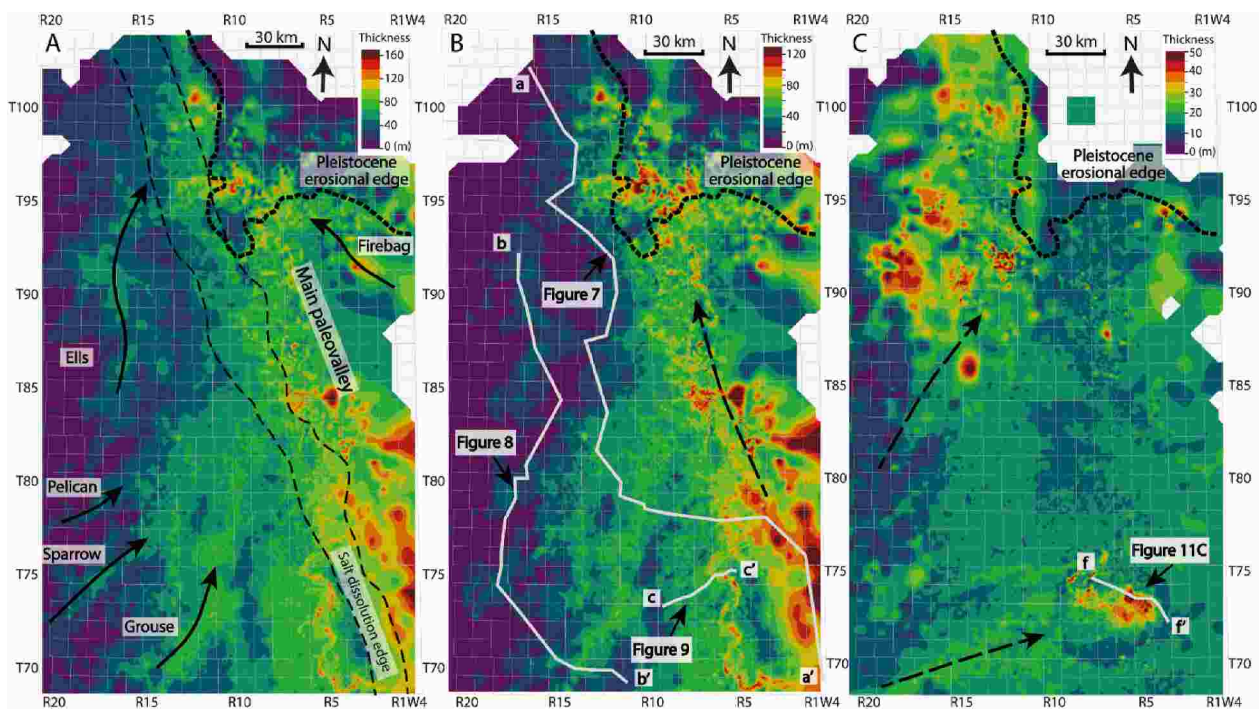 R20 R15 R10 R5 R1W4
R20 R15 R10 R5 R1W4
R20 R15 R10 R5 R1W4
A
30 km
N
Thickness
160
120
80
40
0 (m)
T100
T95
T90
T85
T80
T75
T70
Pleistocene
erosional edge
Firebag
Main paleovalley
Ells
Pelican
Sparrow
Grouse
Salt dissolution edge
R20 R15 R10 R5 R1W4
B
30 km
N
Thickness
120
80
40
0 (m)
a
Pleistocene
erosional edge
b
Figure 7
Figure 8
c
c'
Figure 9
b'
a'
T100
T95
T90
T85
T80
T75
T70
R20 R15 R10 R5 R1W4
C
30 km
N
Thickness
50
40
30
20
10
0 (m)
Pleistocene
erosional edge
f
Figure 11C
f'
T100
T95
T90
T85
T80
T75
T70
R20 R15 R10 R5 R1W4